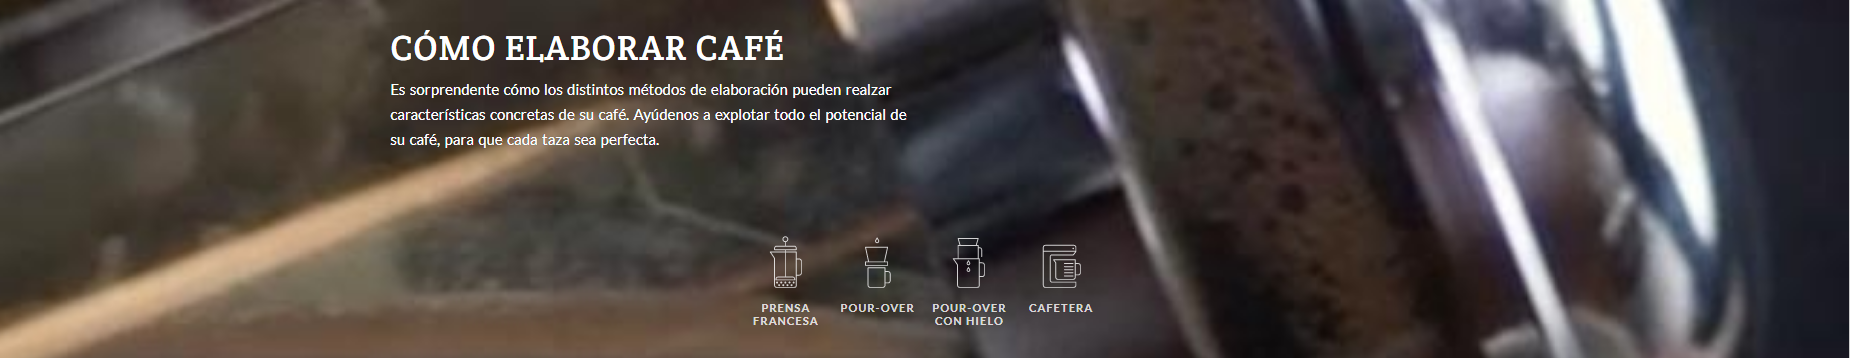 CÓMO ELABORAR CAFÉ
Es sorprendente cómo los distintos métodos de elaboración pueden realzar
características concretas de su café. Ayúdenos a explotar todo el potencial de
su café, para que cada taza sea perfecta.
PRENSA
FRANCESA
POUR-OVER
POUR-OVER
CON HIELO
CAFETERA